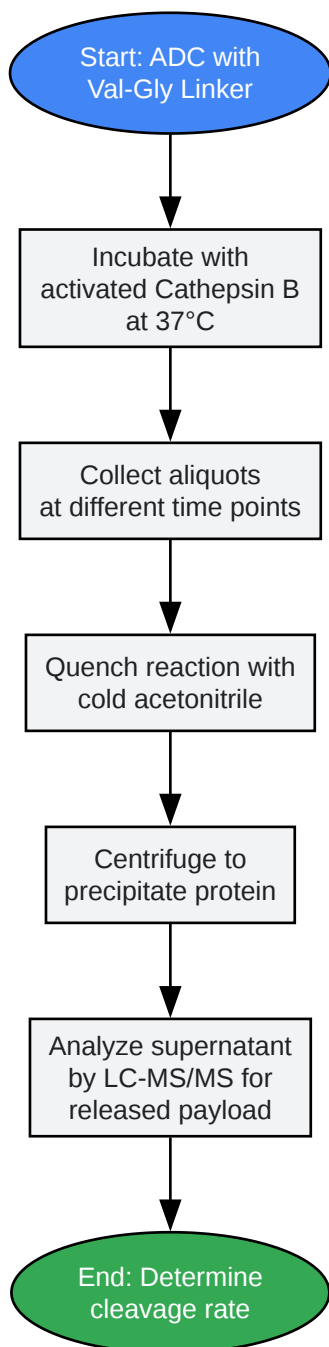 Start: ADC with
Val-Gly Linker
Incubate with
activated Cathepsin B
at 37°C
Collect aliquots
at different time points
Quench reaction with
cold acetonitrile
Centrifuge to
precipitate protein
Analyze supernatant
by LC-MS/MS for
released payload
End: Determine
cleavage rate